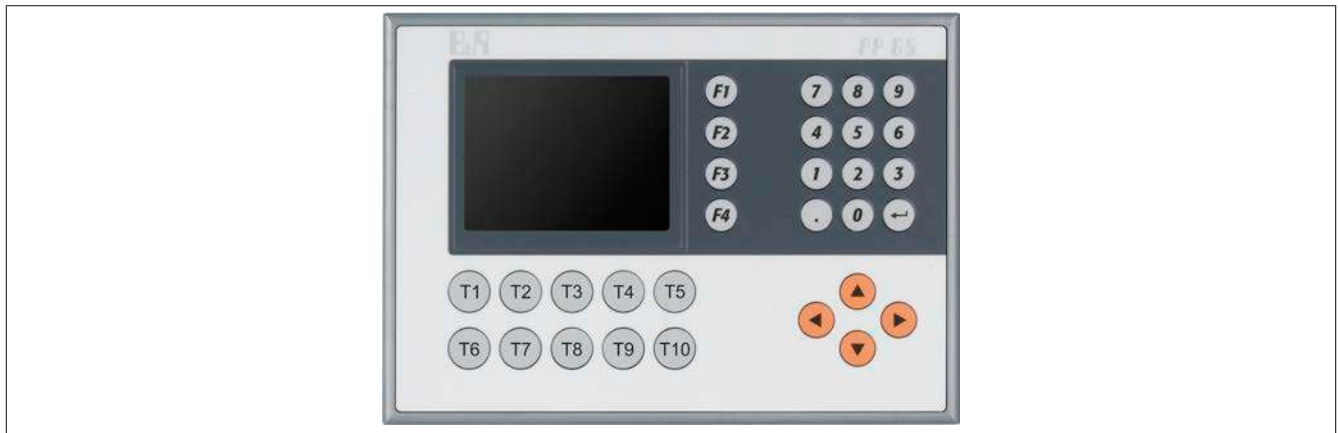 B&R PP 65
F1 7 8 9
F2 4 5 6
F3 1 2 3
F4 . 0 ←
T1 T2 T3 T4 T5
T6 T7 T8 T9 T10